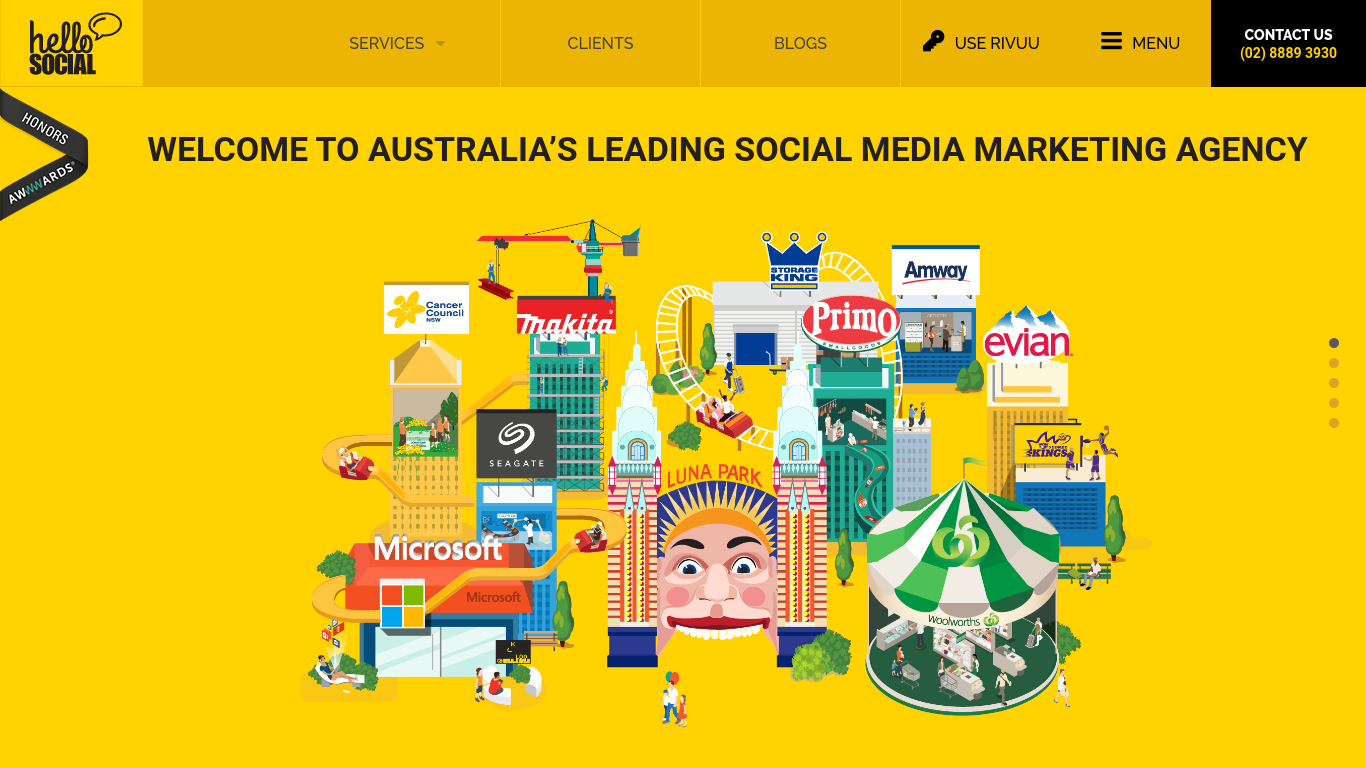 hello
SOCIAL
SERVICES
CLIENTS
BLOGS
USE RIVUU
MENU
CONTACT US
(02) 8889 3930
HONORS
AWWWARDS
WELCOME TO AUSTRALIA’S LEADING SOCIAL MEDIA MARKETING AGENCY
STORAGE
KING
Amway
Cancer
Council
NSW
Makita
Primo
SMALLGOODS
evian
SEAGATE
KINGS
LUNA PARK
Microsoft
Microsoft
Woolworths